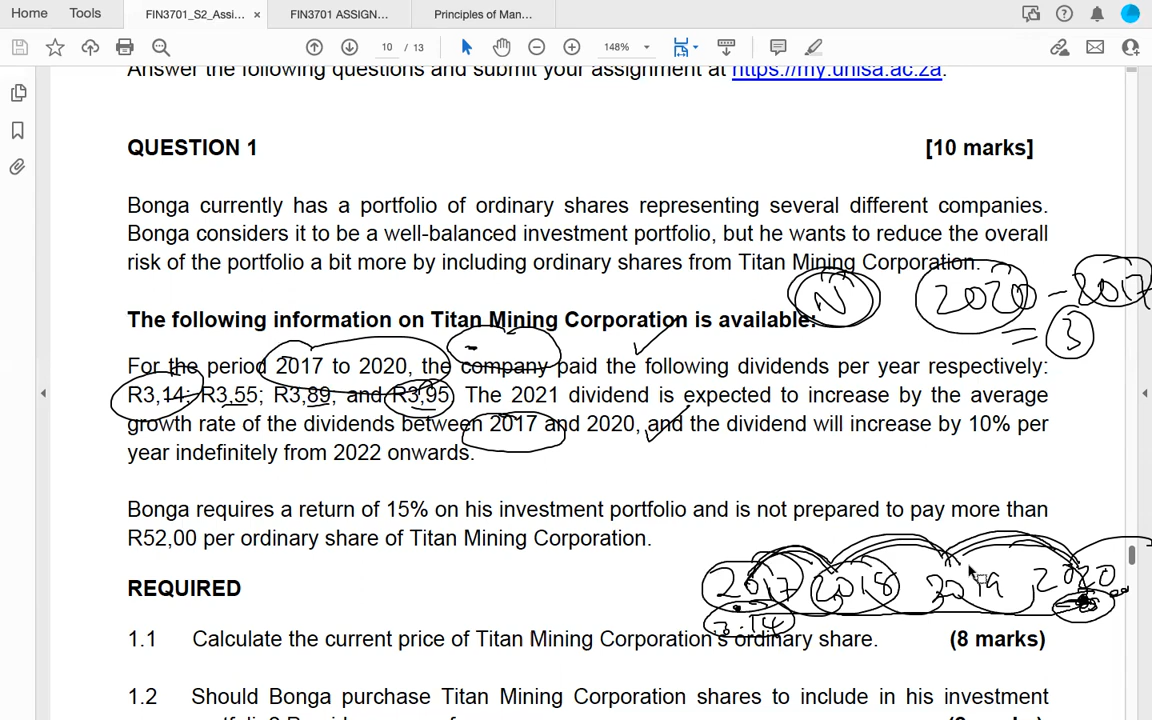 Home Tools FIN3701_S2_Assi... × FIN3701 ASSIGN... Principles of Man...
10 / 13 148%
Answer the following questions and submit your assignment at https://my.unisa.ac.za.
QUESTION 1 [10 marks]
Bonga currently has a portfolio of ordinary shares representing several different companies.
Bonga considers it to be a well-balanced investment portfolio, but he wants to reduce the overall
risk of the portfolio a bit more by including ordinary shares from Titan Mining Corporation.
N 2020 - 2017
= 3
The following information on Titan Mining Corporation is available:
For the period 2017 to 2020, the company paid the following dividends per year respectively:
R3,14; R3,55; R3,89, and R3,95. The 2021 dividend is expected to increase by the average
growth rate of the dividends between 2017 and 2020, and the dividend will increase by 10% per
year indefinitely from 2022 onwards.
Bonga requires a return of 15% on his investment portfolio and is not prepared to pay more than
R52,00 per ordinary share of Titan Mining Corporation.
2017 2018 2019 2020
3.14
REQUIRED
1.1 Calculate the current price of Titan Mining Corporation's ordinary share. (8 marks)
1.2 Should Bonga purchase Titan Mining Corporation shares to include in his investment